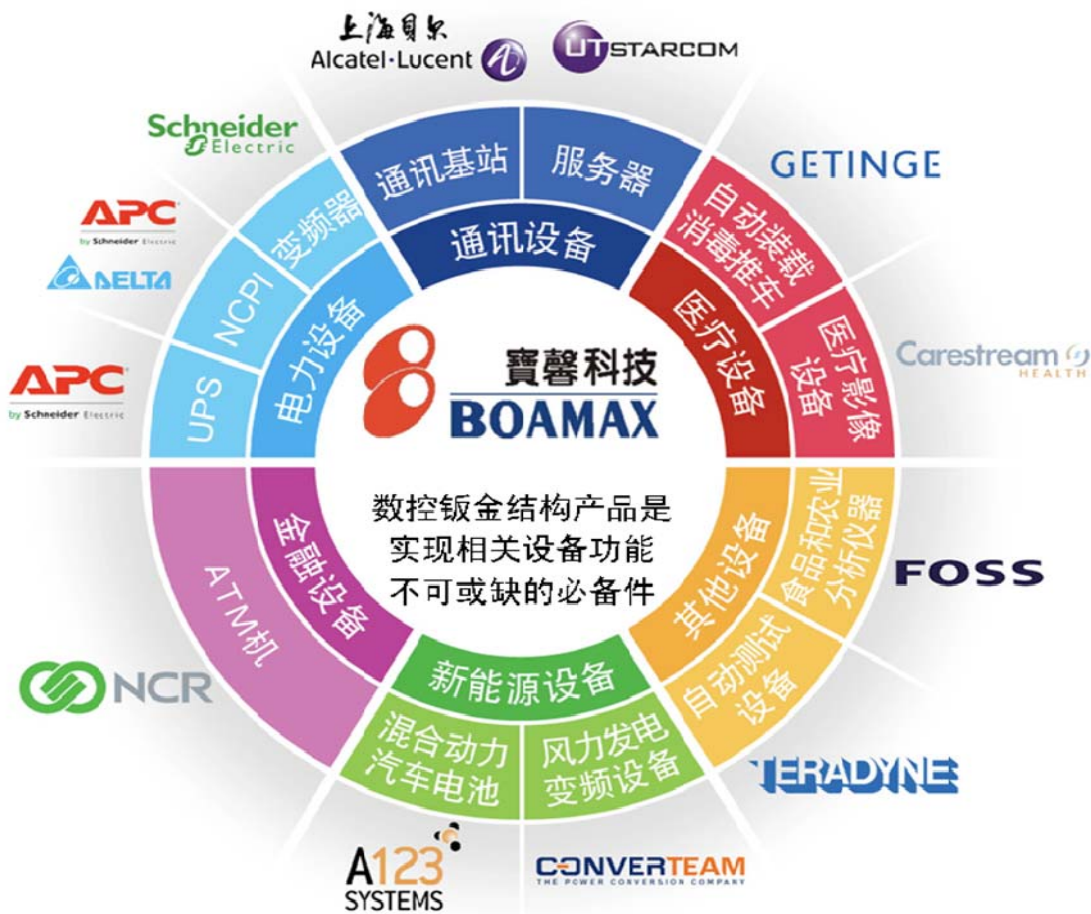 上海贝尔
Alcatel·Lucent
UTSTARCOM
Schneider
Electric
GETINGE
APC
by Schneider Electric
DELTA
APC
by Schneider Electric
Carestream
HEALTH
通讯基站
服务器
通讯设备
自动装载
消毒推车
医疗影像
设备
医疗设备
变频器
NCPI
UPS
电力设备
寶馨科技
BOAMAX
数控钣金结构产品是
实现相关设备功能
不可或缺的必备件
金融设备
ATM机
其他设备
食品和农业
分析仪器
自动测试
设备
新能源设备
混合动力
汽车电池
风力发电
变频设备
FOSS
NCR
TERADYNE
A123
SYSTEMS
CONVERTEAM
THE POWER CONVERSION COMPANY